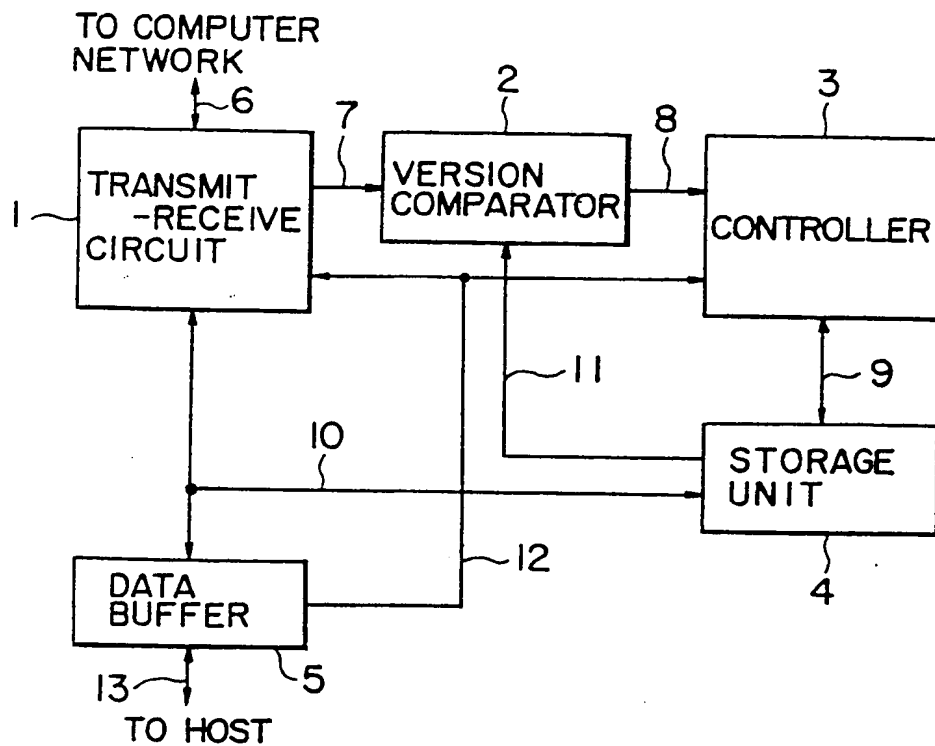 TO COMPUTER
NETWORK
6
7
2
8
3
1
TRANSMIT
-RECEIVE
CIRCUIT
VERSION
COMPARATOR
CONTROLLER
11
9
10
STORAGE
UNIT
12
4
DATA
BUFFER
13
5
TO HOST